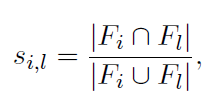 $s_{i,l} = \frac{|F_i \cap F_l|}{|F_i \cup F_l|},$